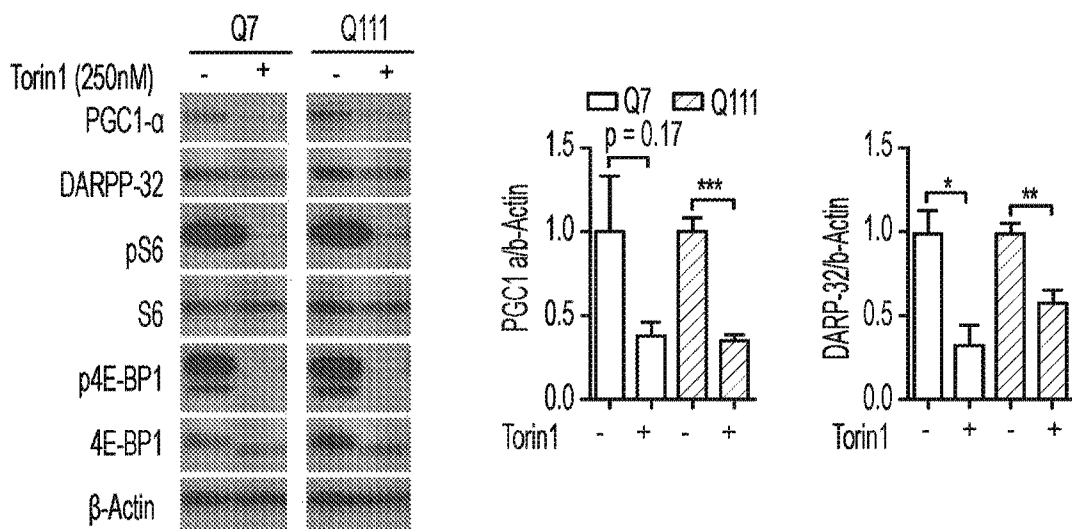 Q7 Q111
Torin1 (250nM) - + - +
PGC1-α
DARPP-32
pS6
S6
p4E-BP1
4E-BP1
β-Actin
Q7 Q111
p = 0.17
***
1.5
1.0
0.5
0.0
PGC1 a/b-Actin
Torin1 - + - +
*
**
1.5
1.0
0.5
0.0
DARP-32/b-Actin
Torin1 - + - +